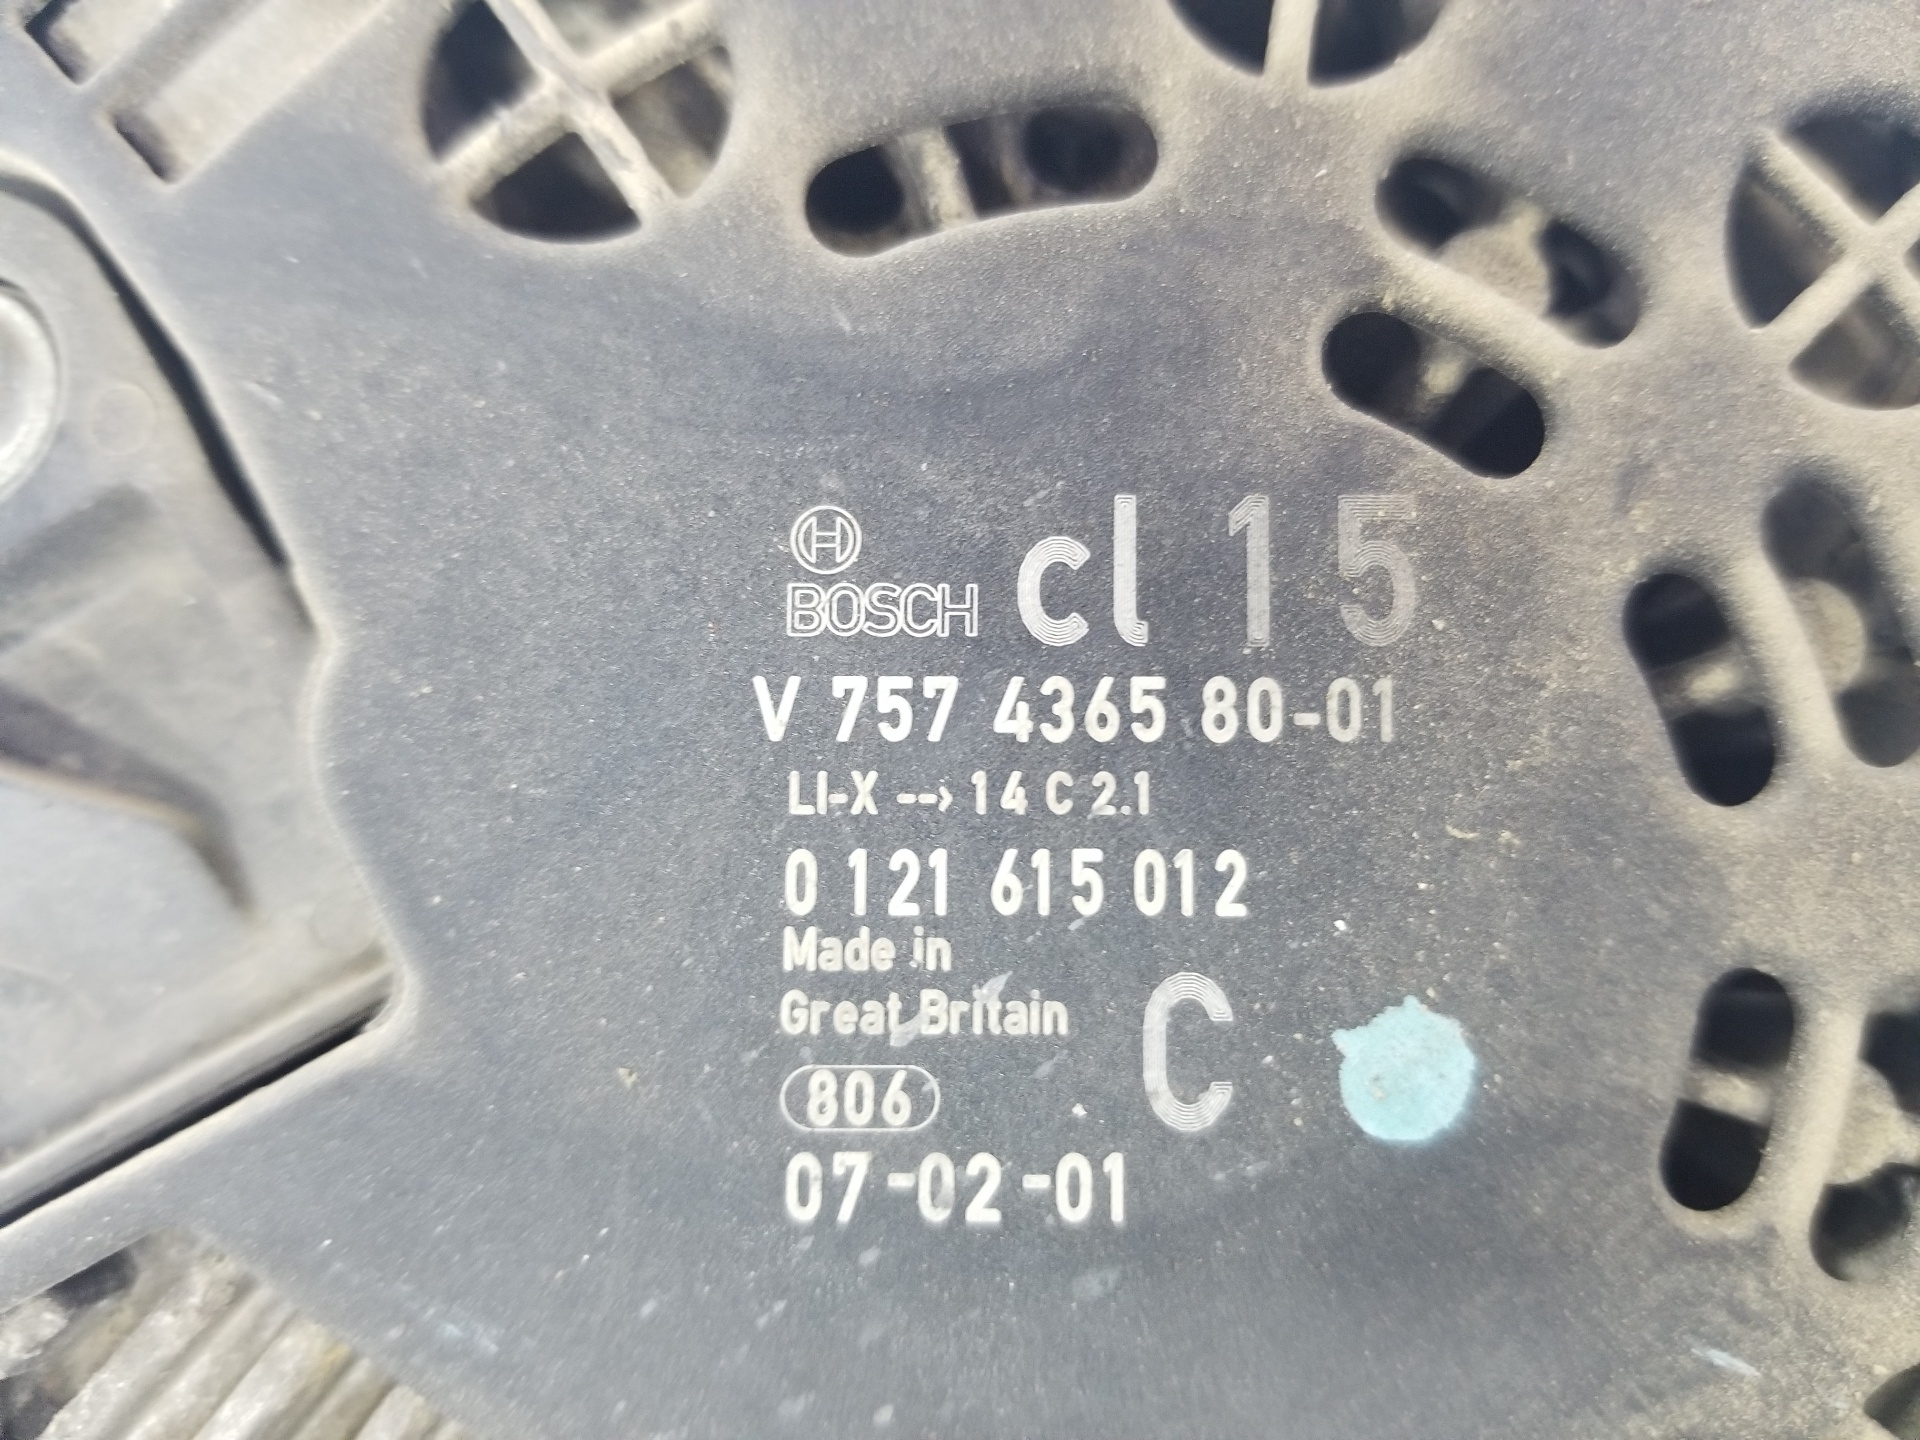 BOSCH cl 15
V 757 4365 80-01
LI-X --> 14 C 2.1
0 121 615 012
Made in
Great Britain
C
806
07-02-01